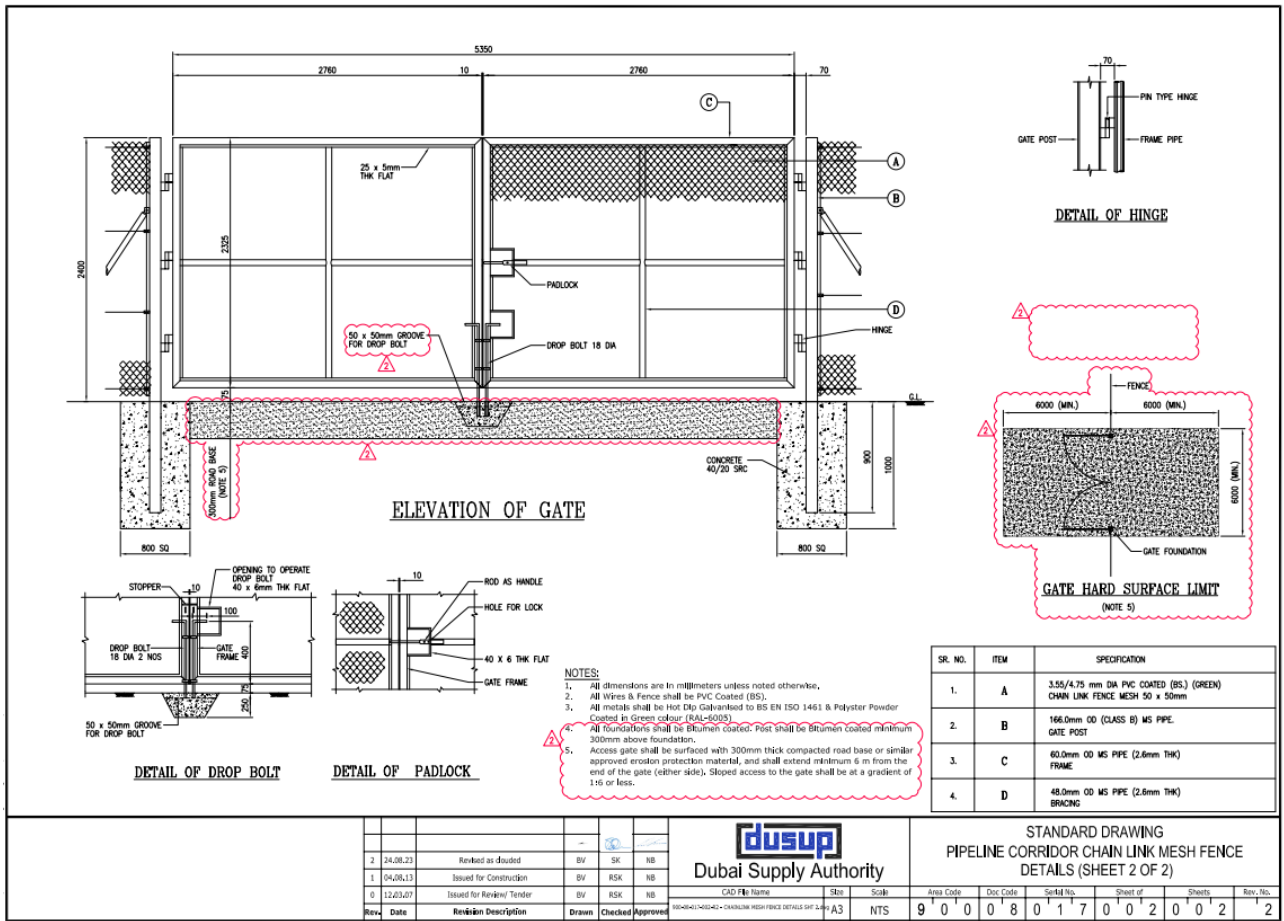 5350
2760
10
2760
70
C
A
B
D
25 x 5mm
THK FLAT
2400
2325
75
PADLOCK
50 x 50mm GROOVE
FOR DROP BOLT
2
DROP BOLT 18 DIA
HINGE
G.L.
2
300mm ROAD BASE
(NOTE 5)
CONCRETE
40/20 SRC
900
1000
800 SQ
800 SQ
ELEVATION OF GATE
70
PIN TYPE HINGE
GATE POST
FRAME PIPE
DETAIL OF HINGE
2
FENCE
6000 (MIN.)
6000 (MIN.)
2
6000 (MIN.)
GATE FOUNDATION
GATE HARD SURFACE LIMIT
(NOTE 5)
OPENING TO OPERATE
DROP BOLT
40 x 6mm THK FLAT
STOPPER
10
100
DROP BOLT
18 DIA 2 NOS
GATE
FRAME
400
75
250
50 x 50mm GROOVE
FOR DROP BOLT
DETAIL OF DROP BOLT
10
ROD AS HANDLE
HOLE FOR LOCK
40 X 6 THK FLAT
GATE FRAME
DETAIL OF PADLOCK
NOTES:
1. All dimensions are in millimeters unless noted otherwise.
2. All Wires & Fence shall be PVC Coated (BS).
3. All metals shall be Hot Dip Galvanised to BS EN ISO 1461 & Polyster Powder
Coated in Green colour (RAL-6005)
2
4. All foundations shall be Bitumen coated. Post shall be Bitumen coated minimum
300mm above foundation.
5. Access gate shall be surfaced with 300mm thick compacted road base or similar
approved erosion protection material, and shall extend minimum 6 m from the
end of the gate (either side). Sloped access to the gate shall be at a gradient of
1:6 or less.
SR. NO. ITEM SPECIFICATION
1. A 3.55/4.75 mm DIA PVC COATED (BS.) (GREEN)
CHAIN LINK FENCE MESH 50 x 50mm
2. B 166.0mm OD (CLASS B) MS PIPE.
GATE POST
3. C 60.0mm OD MS PIPE (2.6mm THK)
FRAME
4. D 48.0mm OD MS PIPE (2.6mm THK)
BRACING
2 24.08.23 Revised as clouded BV SK NB
1 04.08.13 Issued for Construction BV RSK NB
0 12.03.07 Issued for Review/ Tender BV RSK NB
Rev. Date Revision Description Drawn Checked Approved
dusup
Dubai Supply Authority
CAD File Name Size Scale
A3 NTS
STANDARD DRAWING
PIPELINE CORRIDOR CHAIN LINK MESH FENCE
DETAILS (SHEET 2 OF 2)
Area Code Doc Code Serial No. Sheet of Sheets Rev. No.
9 0 0 0 8 0 1 7 0 0 2 0 0 2 2